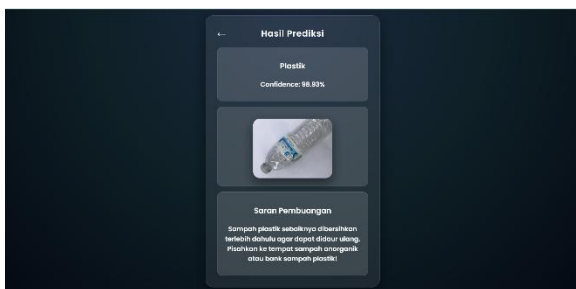 ← Hasil Prediksi
Plastik
Confidence: 98.93%
Saran Pembuangan
Sampah plastik sebaiknya dibersihkan
terlebih dahulu agar dapat didaur ulang.
Pisahkan ke tempat sampah anorganik
atau bank sampah plastik!